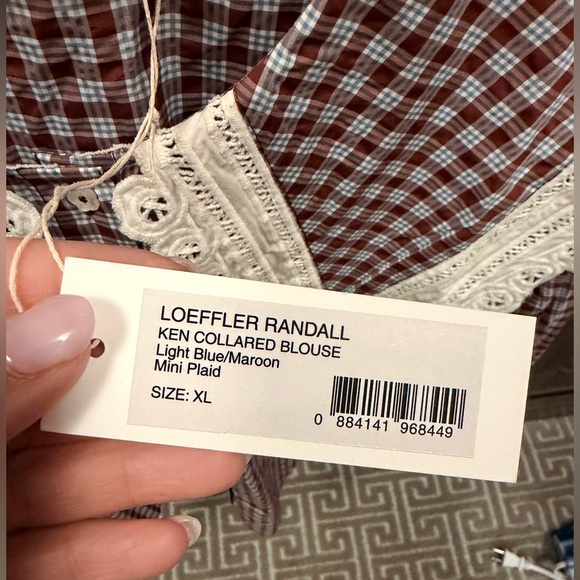 LOEFFLER RANDALL
KEN COLLARED BLOUSE
Light Blue/Maroon
Mini Plaid
SIZE: XL
0 884141 968449